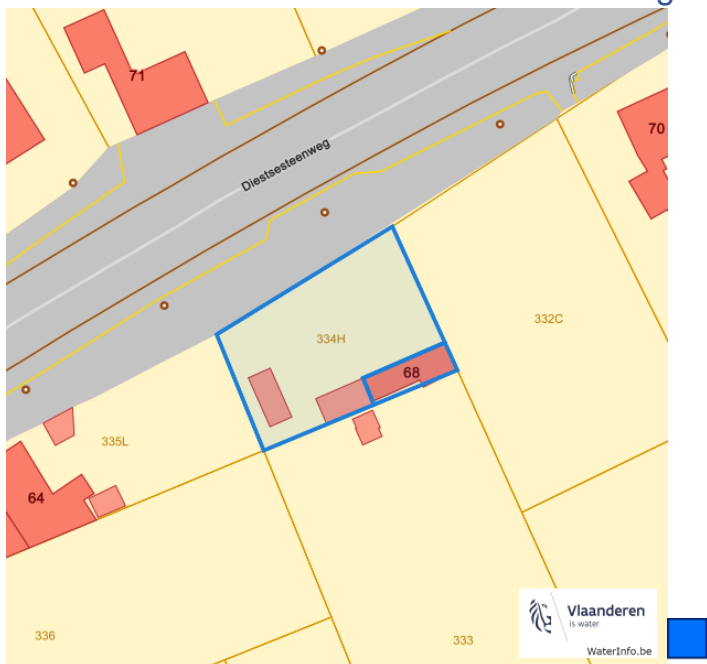 71
70
Diestsesteenweg
332C
334H
68
335L
64
336
333
Vlaanderen
is water
WaterInfo.be